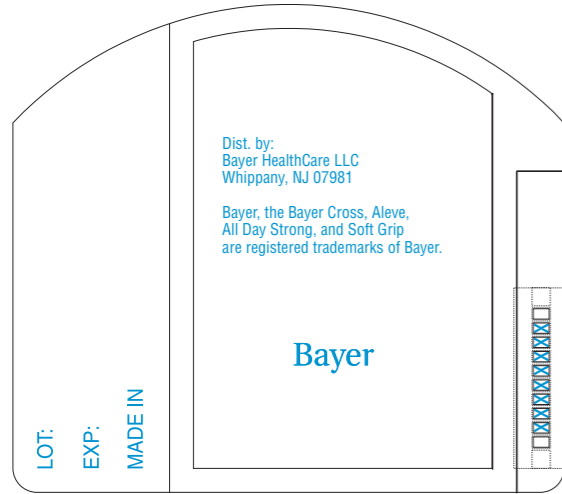 Dist. by:
Bayer HealthCare LLC
Whippany, NJ 07981
Bayer, the Bayer Cross, Aleve,
All Day Strong, and Soft Grip
are registered trademarks of Bayer.
Bayer
LOT:
EXP:
MADE IN